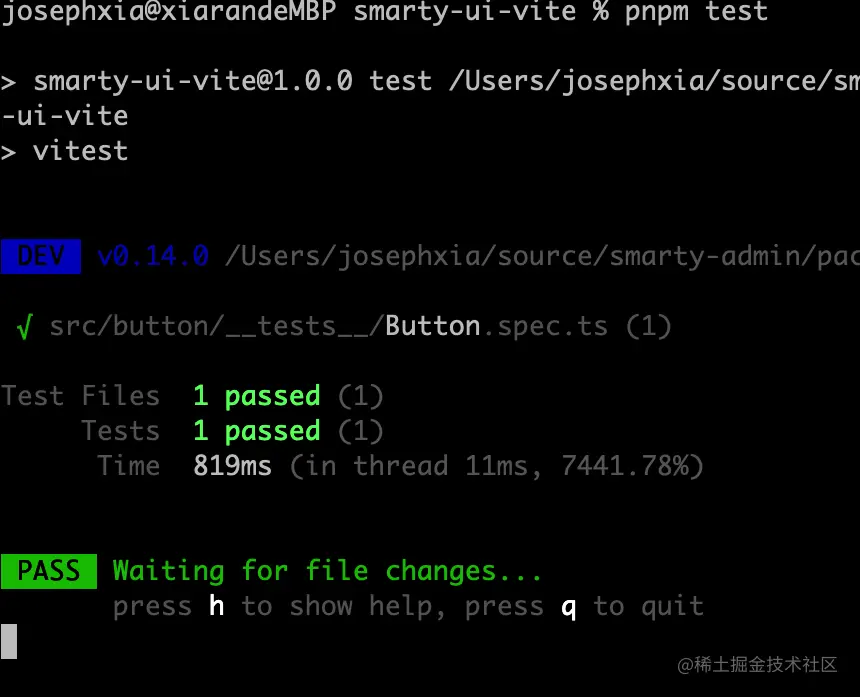 josephxia@xiarandeMBP smarty-ui-vite % pnpm test
> smarty-ui-vite@1.0.0 test /Users/josephxia/source/sm
-ui-vite
> vitest
DEV v0.14.0 /Users/josephxia/source/smarty-admin/pac
√ src/button/__tests__/Button.spec.ts (1)
Test Files 1 passed (1)
Tests 1 passed (1)
Time 819ms (in thread 11ms, 7441.78%)
PASS Waiting for file changes...
press h to show help, press q to quit
@稀土掘金技术社区